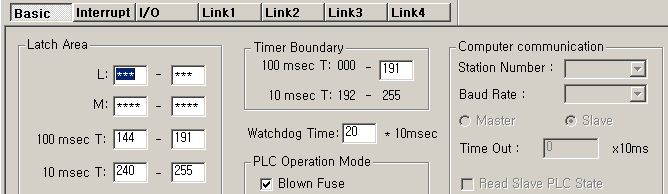 Basic Interrupt I/O Link1 Link2 Link3 Link4
Latch Area
L: *** - ***
M: **** - ****
100 msec T: 144 - 191
10 msec T: 240 - 255
Timer Boundary
100 msec T: 000 - 191
10 msec T: 192 - 255
Watchdog Time: 20 * 10msec
PLC Operation Mode
Blown Fuse
Computer communication
Station Number :
Baud Rate :
Master Slave
Time Out : 0 x10ms
Read Slave PLC State